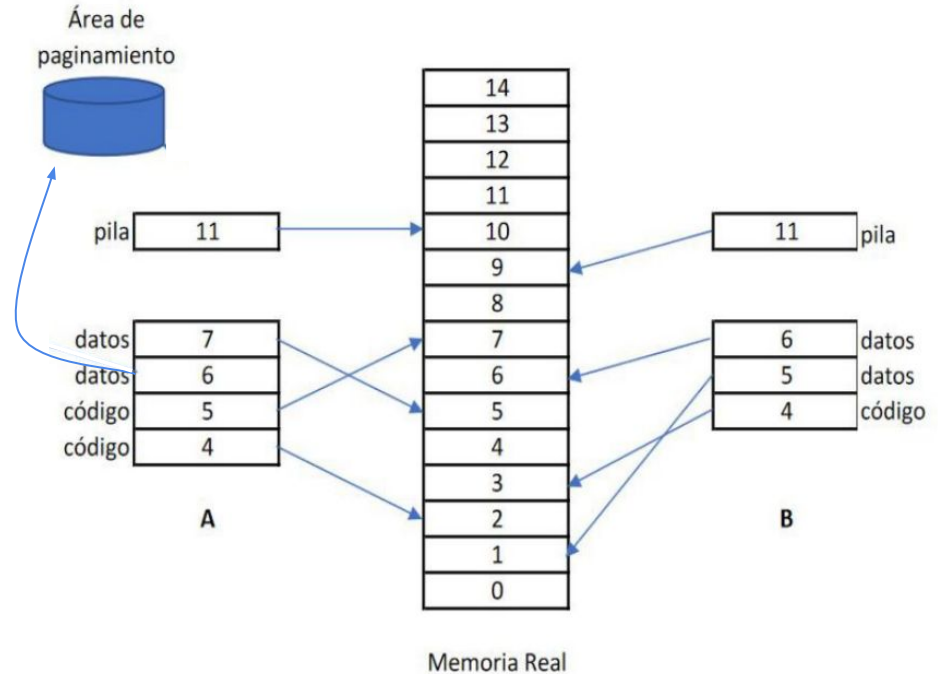 Área de
paginamiento
14
13
12
11
pila 11 10 11 pila
9
8
datos 7 7 6 datos
datos 6 6 5 datos
código 5 5 4 código
código 4 4
3
A 2 B
1
0
Memoria Real